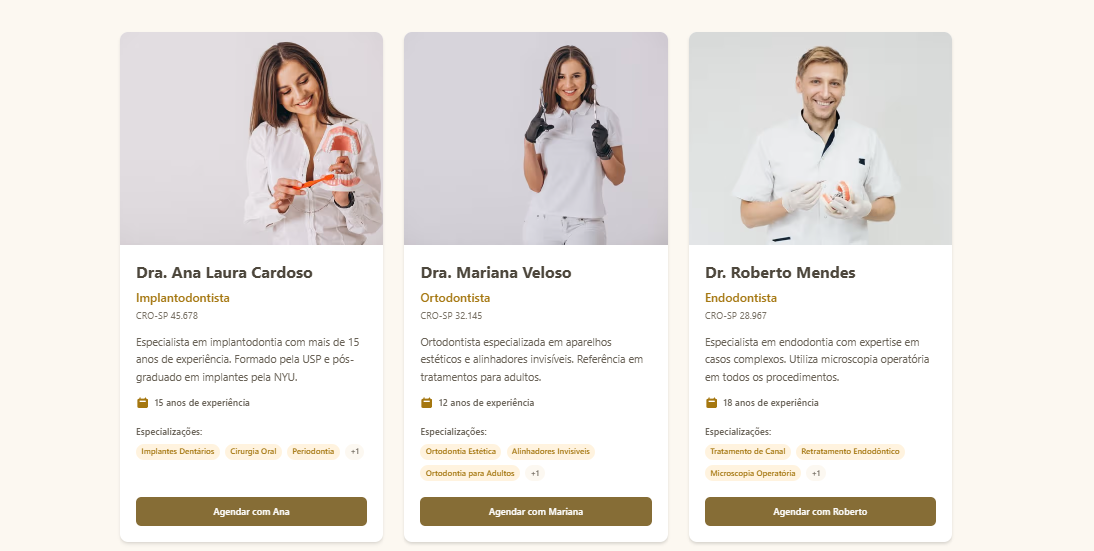 Dra. Ana Laura Cardoso
Implantodontista
CRO-SP 45.678
Especialista em implantodontia com mais de 15
anos de experiência. Formado pela USP e pós-
graduado em implantes pela NYU.
15 anos de experiência
Especializações:
Implantes Dentários Cirurgia Oral Periodontia +1
Agendar com Ana
Dra. Mariana Veloso
Ortodontista
CRO-SP 32.145
Ortodontista especializada em aparelhos
estéticos e alinhadores invisíveis. Referência em
tratamentos para adultos.
12 anos de experiência
Especializações:
Ortodontia Estética Alinhadores Invisíveis
Ortodontia para Adultos +1
Agendar com Mariana
Dr. Roberto Mendes
Endodontista
CRO-SP 28.967
Especialista em endodontia com expertise em
casos complexos. Utiliza microscopia operatória
em todos os procedimentos.
18 anos de experiência
Especializações:
Tratamento de Canal Retratamento Endodôntico
Microscopia Operatória +1
Agendar com Roberto